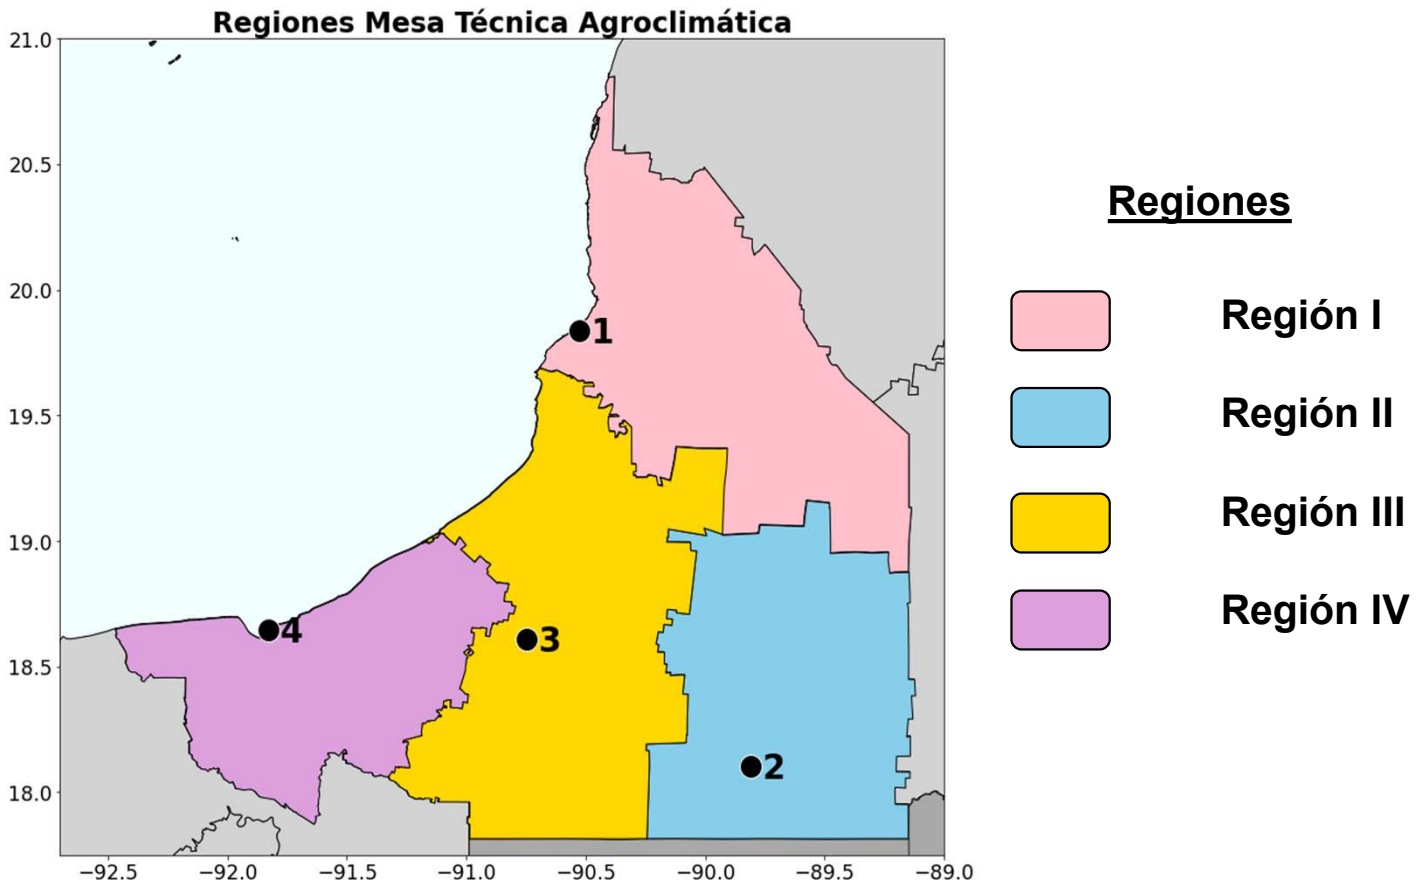 Regiones Mesa Técnica Agroclimática
21.0
20.5
20.0
19.5
19.0
18.5
18.0
−92.5 −92.0 −91.5 −91.0 −90.5 −90.0 −89.5 −89.0
1
4
3
2
Regiones
Región I
Región II
Región III
Región IV